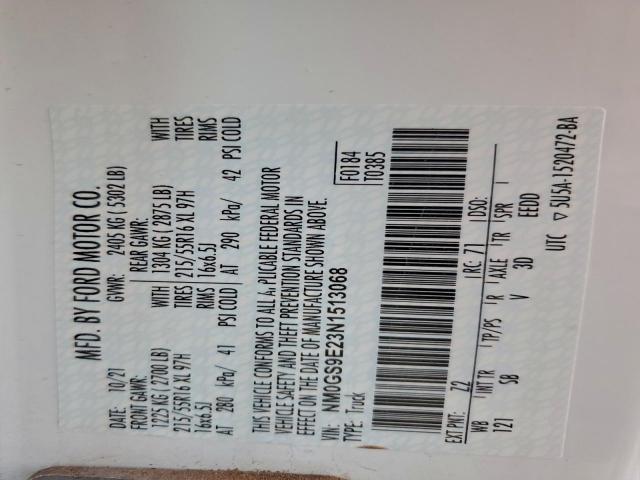 MFD. BY FORD MOTOR CO.
DATE: 10/21 GVWR: 2405 KG (5302 LB)
FRONT GAWR: REAR GAWR:
1225 KG (2700 LB) 1304 KG (2875 LB) WITH
215/55R16 XL 97H 215/55R16 XL 97H TIRES
16x6.5J RIMS 16x6.5J RIMS
AT 280 kPa/ 41 PSI COLD AT 290 kPa/ 42 PSI COLD
THIS VEHICLE CONFORMS TO ALL APPLICABLE FEDERAL MOTOR
VEHICLE SAFETY AND THEFT PREVENTION STANDARDS IN
EFFECT ON THE DATE OF MANUFACTURE SHOWN ABOVE.
VIN: NM0GS9E23N1513068 F0184
TYPE: Truck T0385
EXT PNT: Z2 RC: 71 DSO:
WB INT TR TP/PS R AXLE TR SPR
121 SB V 3D EEDD
UTC ▽ 5U5A-1520472-BA